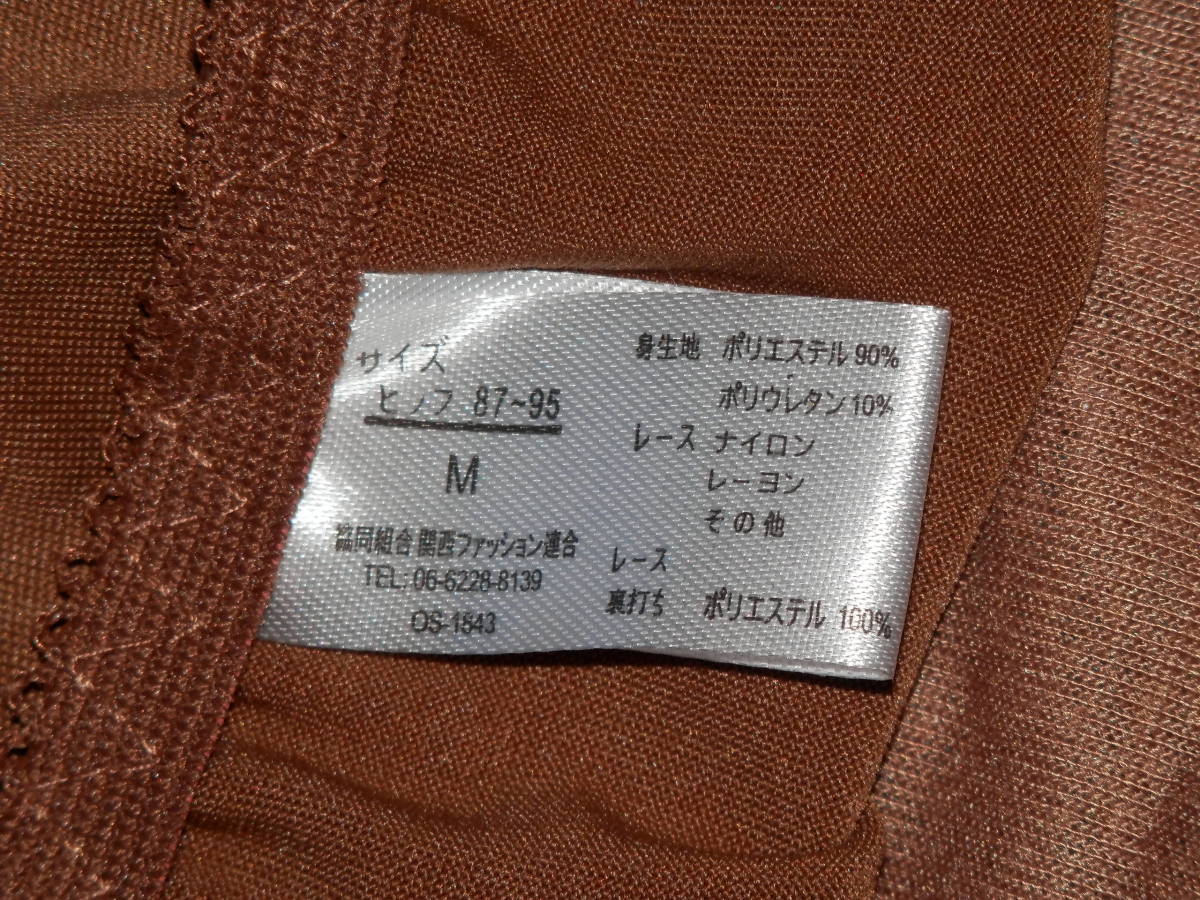 サイズ
ヒップ 87~95
M
協同組合 関西ファッション連合
TEL: 06-6228-8139
OS-1843
身生地 ポリエステル 90%
ポリウレタン 10%
レース ナイロン
レーヨン
その他
レース
裏打ち ポリエステル 100%